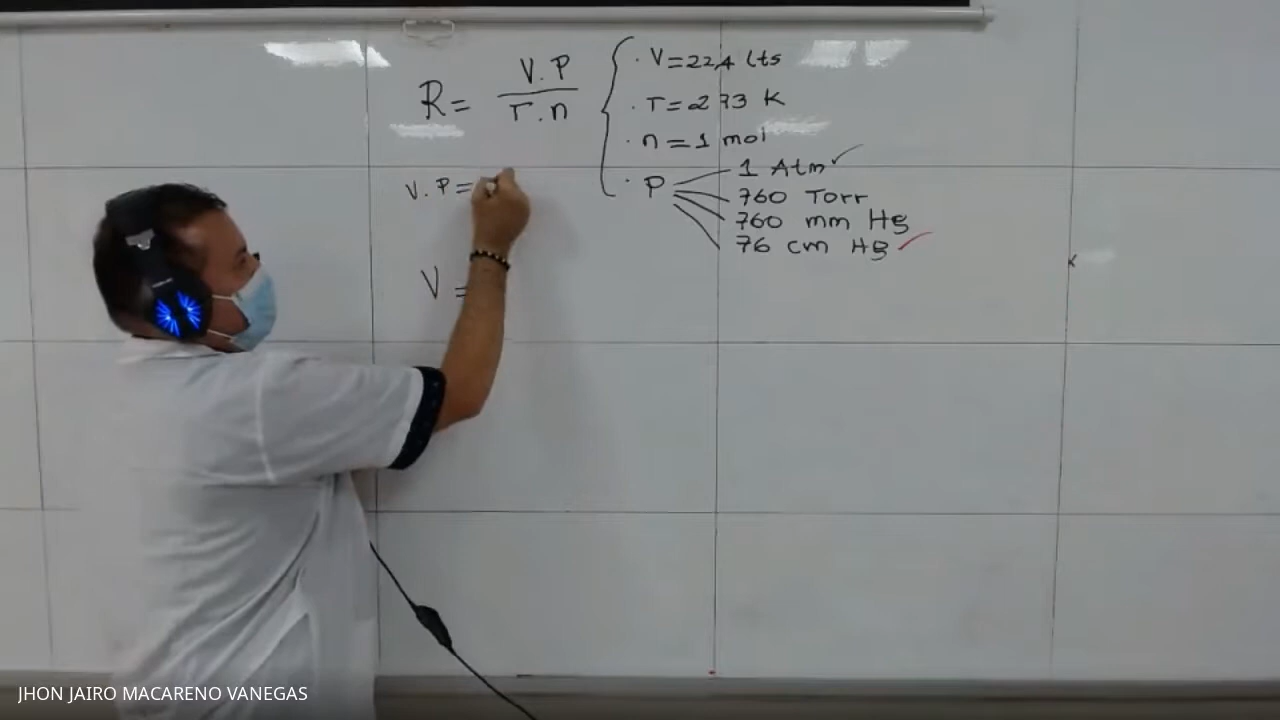 R = V.P / T.n
· V = 22,4 lts
· T = 273 K
· n = 1 mol
· P
1 Atm ✓
760 Torr
760 mm Hg
76 cm Hg ✓
V.P =
V =
JHON JAIRO MACARENO VANEGAS